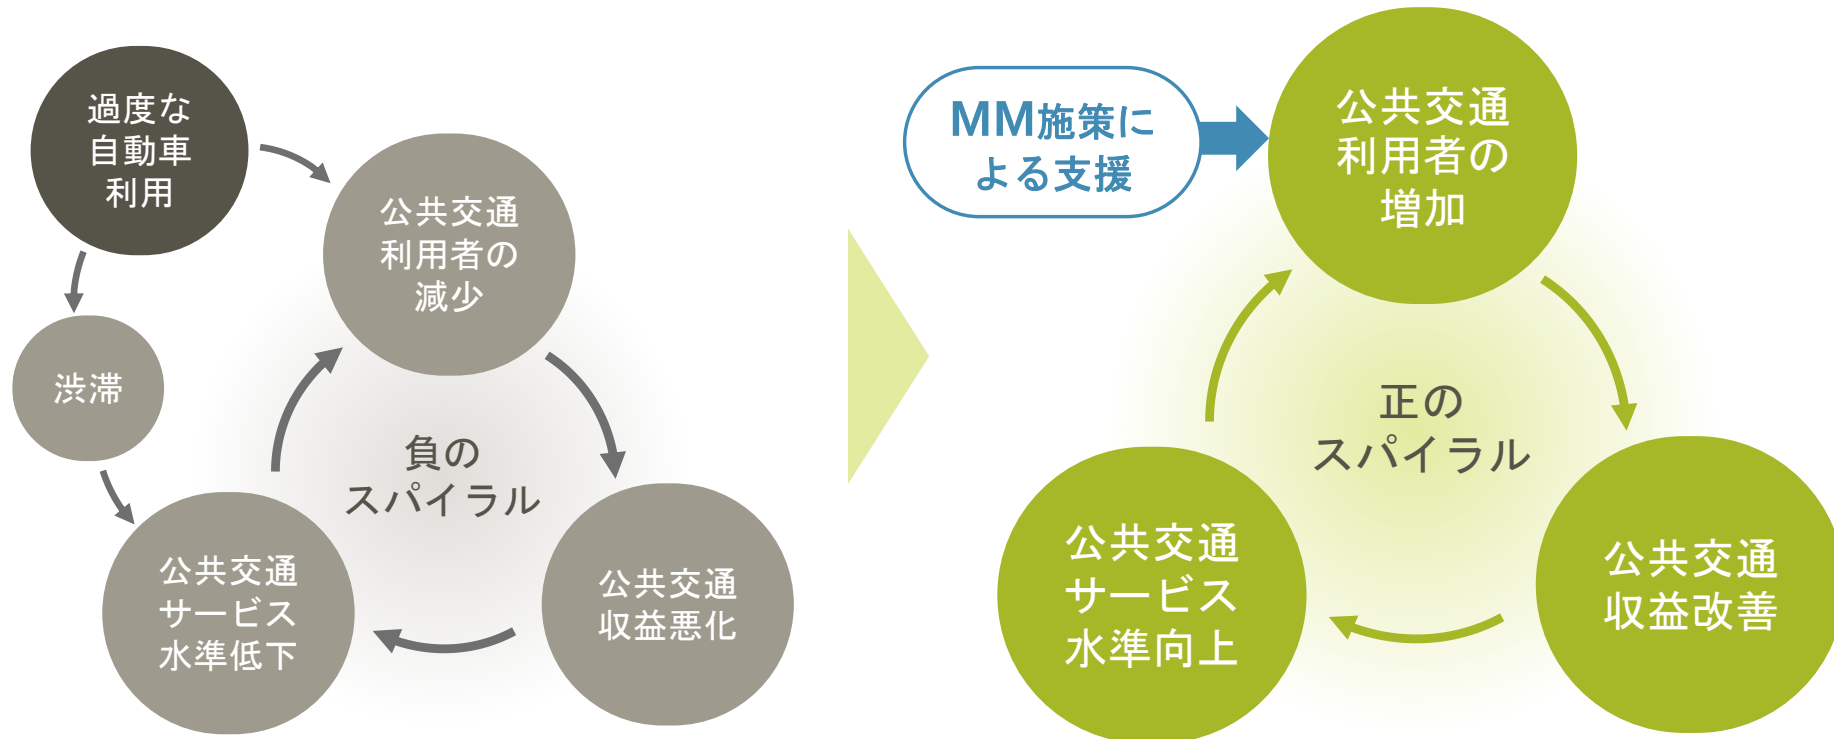 過度な
自動車
利用
公共交通
利用者の
減少
渋滞
負の
スパイラル
公共交通
サービス
水準低下
公共交通
収益悪化
MM施策に
よる支援
公共交通
利用者の
増加
正の
スパイラル
公共交通
サービス
水準向上
公共交通
収益改善